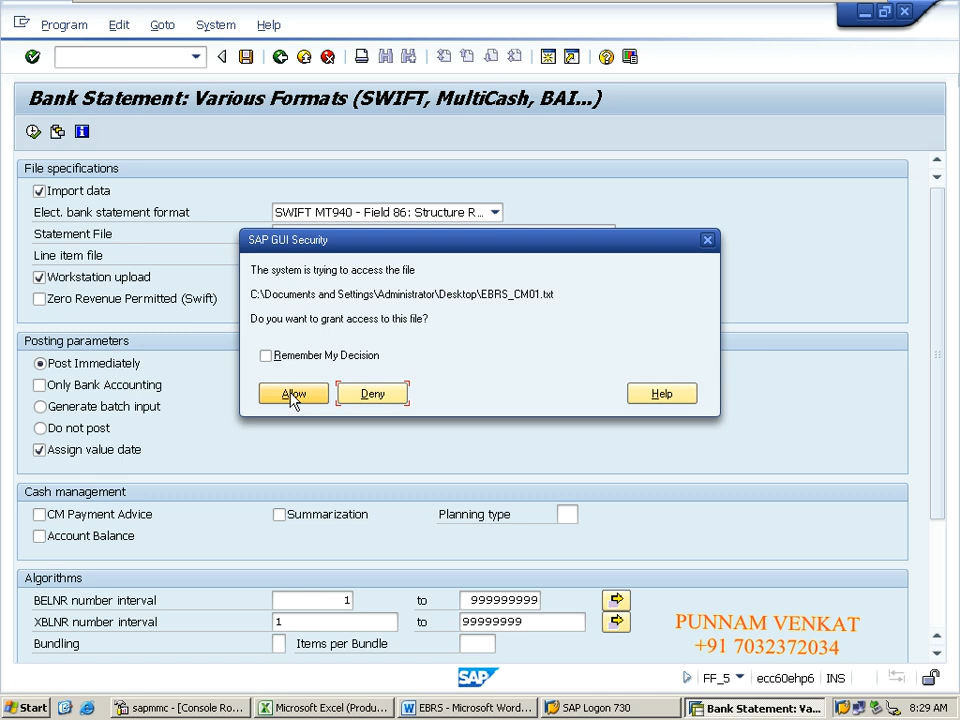 Program Edit Goto System Help
Bank Statement: Various Formats (SWIFT, MultiCash, BAI...)
File specifications
Import data
Elect. bank statement format SWIFT MT940 - Field 86: Structure R...
Statement File
Line item file
Workstation upload
Zero Revenue Permitted (Swift)
SAP GUI Security
The system is trying to access the file
C:\Documents and Settings\Administrator\Desktop\EBRS_CM01.txt
Do you want to grant access to this file?
Remember My Decision
Allow Deny Help
Posting parameters
Post Immediately
Only Bank Accounting
Generate batch input
Do not post
Assign value date
Cash management
CM Payment Advice Summarization Planning type
Account Balance
Algorithms
BELNR number interval 1 to 999999999
XBLNR number interval 1 to 99999999
Bundling Items per Bundle
PUNNAM VENKAT
+91 7032372034
SAP FF_5 ecc60ehp6 INS
Start sapmmc - [Console Ro... Microsoft Excel (Produ... EBRS - Microsoft Word... SAP Logon 730 Bank Statement: Va... 8:29 AM